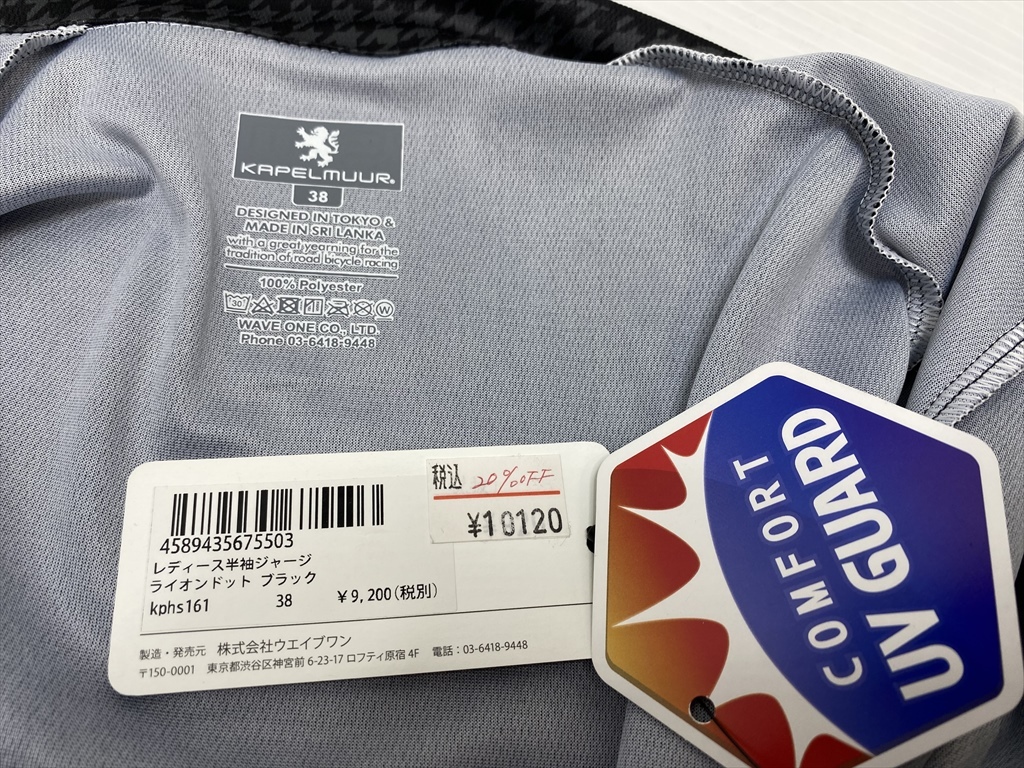 KAPELMUUR®
38
DESIGNED IN TOKYO &
MADE IN SRI LANKA
with a great yearning for the
tradition of road bicycle racing
100% Polyester
30
W
WAVE ONE CO., LTD.
Phone 03-6418-9448
税込 20%OFF
¥10120
4589435675503
レディース半袖ジャージ
ライオンドット ブラック
kphs161 38 ¥9,200(税別)
製造・発売元 株式会社ウエイブワン
〒150-0001 東京都渋谷区神宮前 6-23-17 ロフティ原宿 4F 電話：03-6418-9448
COMFORT
UV GUARD